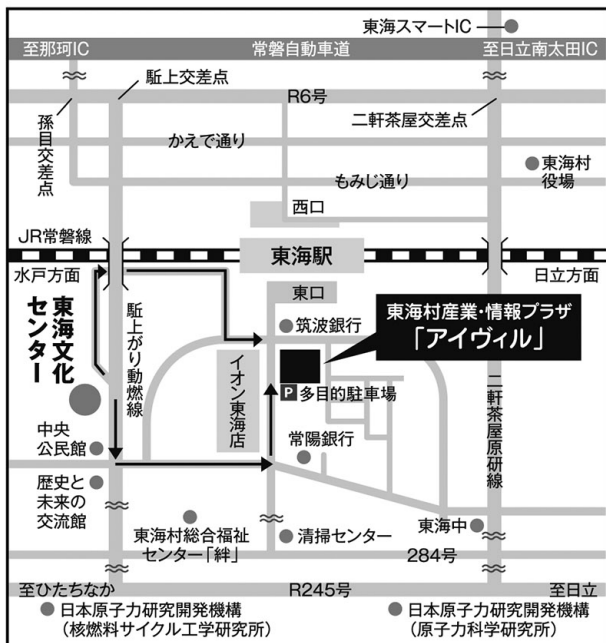 東海スマートIC
至那珂IC
常磐自動車道
至日立南太田IC
駈上交差点
R6号
二軒茶屋交差点
孫目交差点
かえで通り
もみじ通り
東海村
役場
西口
JR常磐線
東海駅
水戸方面
日立方面
東口
東海文化
センター
駈上がり動燃線
筑波銀行
東海村産業・情報プラザ
「アイヴィル」
イオン東海店
P多目的駐車場
二軒茶屋原研線
中央
公民館
常陽銀行
歴史と
未来の
交流館
東海村総合福祉
センター「絆」
清掃センター
東海中
284号
至ひたちなか
R245号
至日立
日本原子力研究開発機構
(核燃料サイクル工学研究所)
日本原子力研究開発機構
(原子力科学研究所)